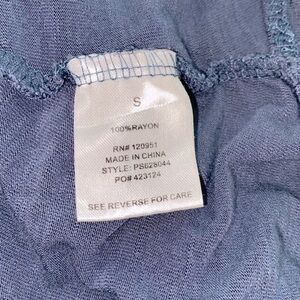 S
100%RAYON
RN# 120951
MADE IN CHINA
STYLE: PS628044
PO# 423124
SEE REVERSE FOR CARE